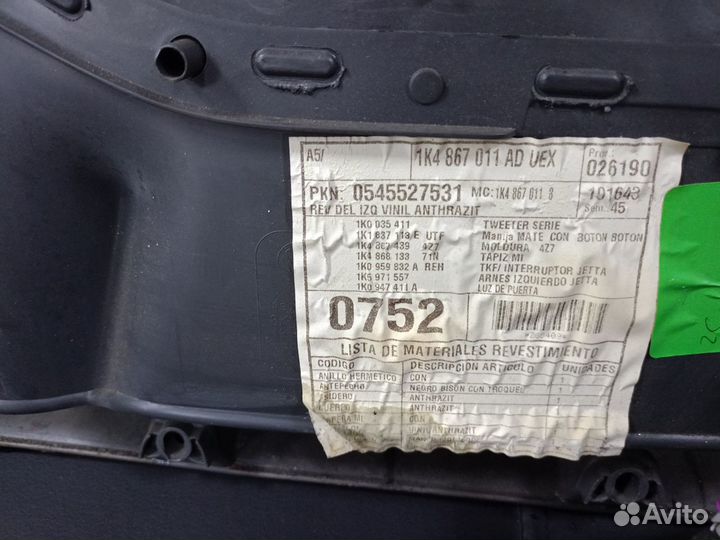 A5/ 1K4 867 011 AD UEX 026190
PKN: 0545527531 MC: 1K4 867 011 B 101643
REV DEL IZQ VINIL ANTHRAZIT Sem.: 45
1K0 035 411 TWEETER SERIE
1K1 837 113 E UTF Manija MATE CON BOTON BOTON
1K4 867 439 4Z7 MOLDURA 4Z7
1K4 868 133 71N TAPIZ MI
1K0 959 832 A REH TKF/ INTERRUPTOR JETTA
1K5 971 557 ARNES IZQUIERDO JETTA
1K0 947 411 A LUZ DE PUERTA
0752
LISTA DE MATERIALES REVESTIMIENTO
CODIGO DESCRIPCION ARTICULO UNIDADES
ANILLO HERMETICO CON 1
ANTEPECHO NEGRO BISON CON TROQUEL 1
ANTHRAZIT 1
ANTHRAZIT
CON
ANTHRAZIT
Avito